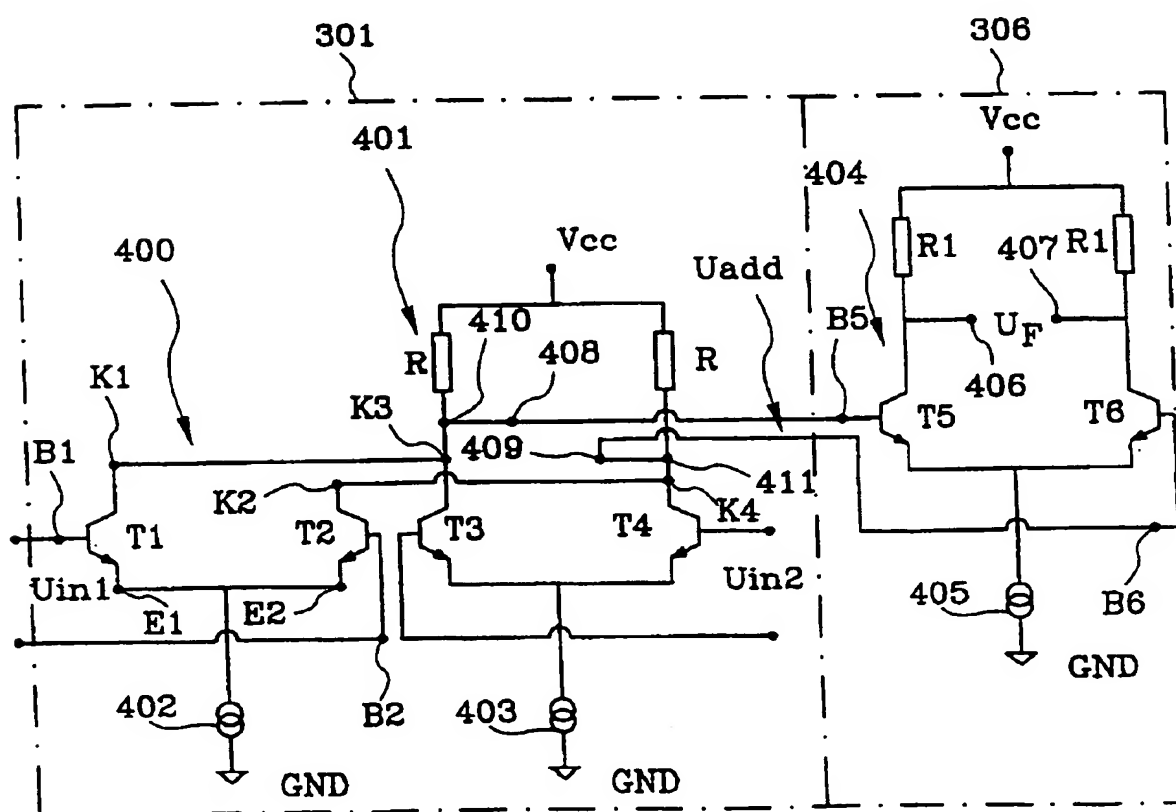 301
306
401
Vcc
404
400
Vcc
Uadd
R1
407
R1
410
408
B5
U_F
406
K1
R
R
K3
T5
T6
B1
409
411
K2
K4
T1
T2
T3
T4
Uin1
E1
E2
Uin2
405
B6
402
B2
403
GND
GND
GND